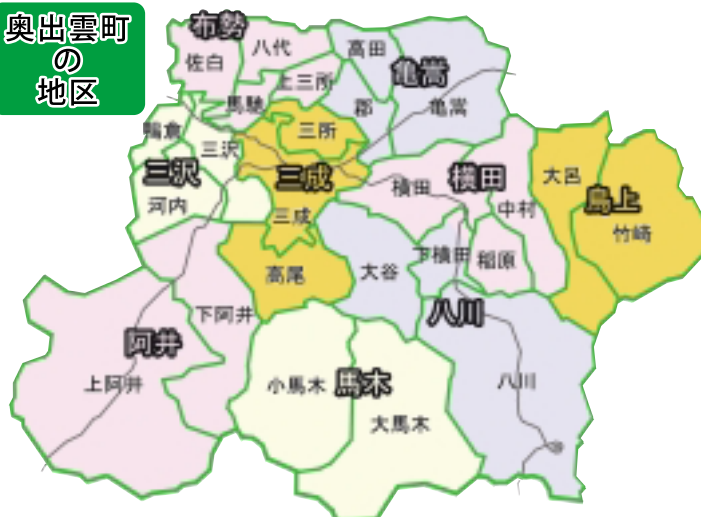 奥出雲町
の
地区
布勢
八代
高田
佐白
亀嵩
上三所
馬馳
郡
亀嵩
鴨倉
三所
三沢
三沢
三成
横田
横田
大呂
鳥上
河内
三成
中村
竹崎
高尾
大谷
下横田
稲原
下阿井
八川
阿井
上阿井
小馬木
馬木
八川
大馬木